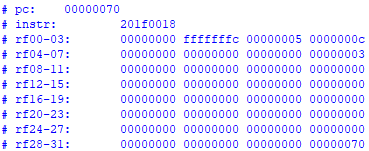 # pc: 00000070
# instr: 201f0018
# rf00-03: 00000000 fffffffc 00000005 0000000c
# rf04-07: 00000000 00000000 00000000 00000003
# rf08-11: 00000000 00000000 00000000 00000000
# rf12-15: 00000000 00000000 00000000 00000000
# rf16-19: 00000000 00000000 00000000 00000000
# rf20-23: 00000000 00000000 00000000 00000000
# rf24-27: 00000000 00000000 00000000 00000000
# rf28-31: 00000000 00000000 00000000 00000070